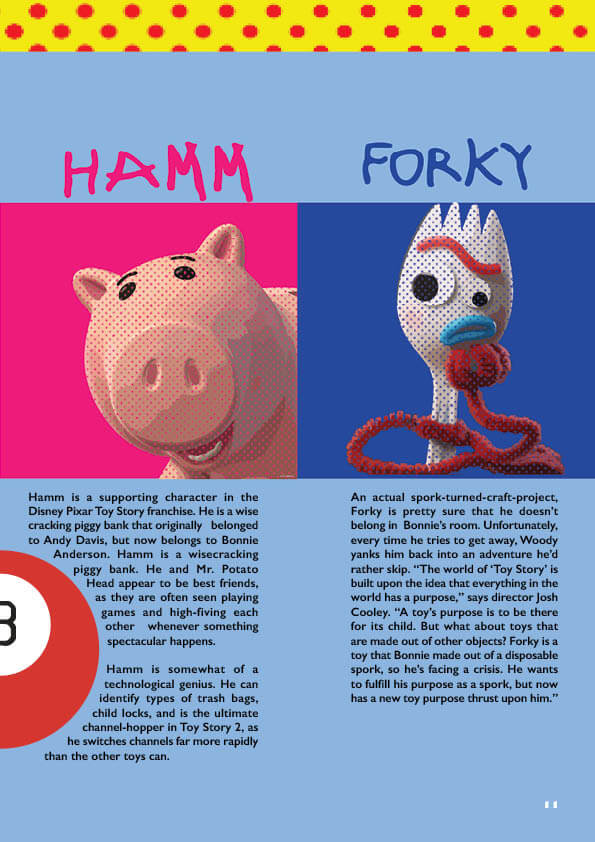 HAMM
FORKY
Hamm is a supporting character in the
Disney Pixar Toy Story franchise. He is a wise
cracking piggy bank that originally belonged
to Andy Davis, but now belongs to Bonnie
Anderson. Hamm is a wisecracking
piggy bank. He and Mr. Potato
Head appear to be best friends,
as they are often seen playing
games and high-fiving each
other whenever something
spectacular happens.
Hamm is somewhat of a
technological genius. He can
identify types of trash bags,
child locks, and is the ultimate
channel-hopper in Toy Story 2, as
he switches channels far more rapidly
than the other toys can.
An actual spork-turned-craft-project,
Forky is pretty sure that he doesn’t
belong in Bonnie’s room. Unfortunately,
every time he tries to get away, Woody
yanks him back into an adventure he’d
rather skip. “The world of ‘Toy Story’ is
built upon the idea that everything in the
world has a purpose,” says director Josh
Cooley. “A toy’s purpose is to be there
for its child. But what about toys that
are made out of other objects? Forky is a
toy that Bonnie made out of a disposable
spork, so he’s facing a crisis. He wants
to fulfill his purpose as a spork, but now
has a new toy purpose thrust upon him.”